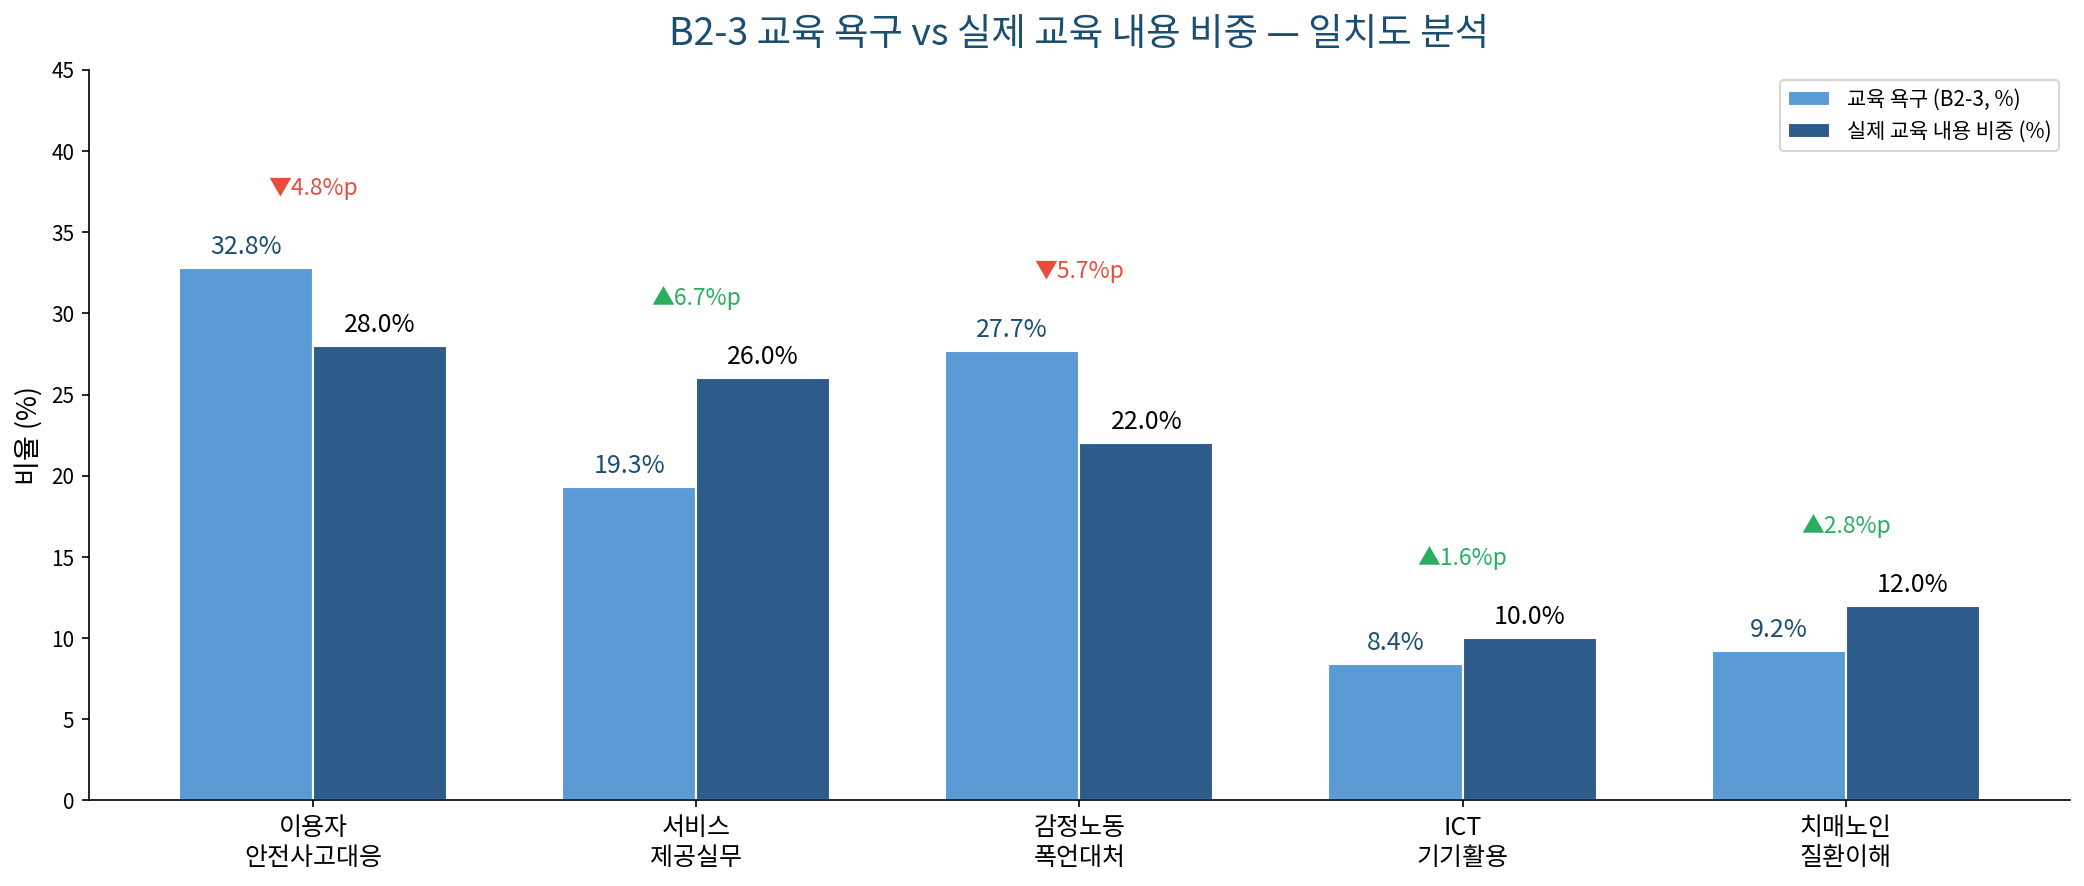 B2-3 교육 욕구 vs 실제 교육 내용 비중 — 일치도 분석
교육 욕구 (B2-3, %)
실제 교육 내용 비중 (%)
비율 (%)
45
40
35
30
25
20
15
10
5
0
▼4.8%p
32.8%
28.0%
▲6.7%p
19.3%
26.0%
▼5.7%p
27.7%
22.0%
▲1.6%p
8.4%
10.0%
▲2.8%p
9.2%
12.0%
이용자
안전사고대응
서비스
제공실무
감정노동
폭언대처
ICT
기기활용
치매노인
질환이해